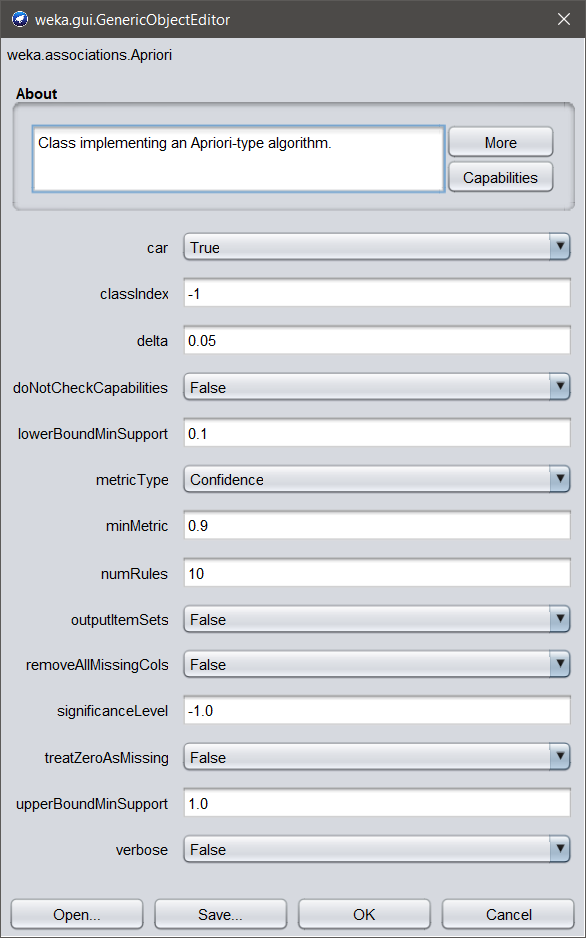 weka.gui.GenericObjectEditor
weka.associations.Apriori
About
Class implementing an Apriori-type algorithm.
More
Capabilities
car True
classIndex -1
delta 0.05
doNotCheckCapabilities False
lowerBoundMinSupport 0.1
metricType Confidence
minMetric 0.9
numRules 10
outputItemSets False
removeAllMissingCols False
significanceLevel -1.0
treatZeroAsMissing False
upperBoundMinSupport 1.0
verbose False
Open... Save... OK Cancel